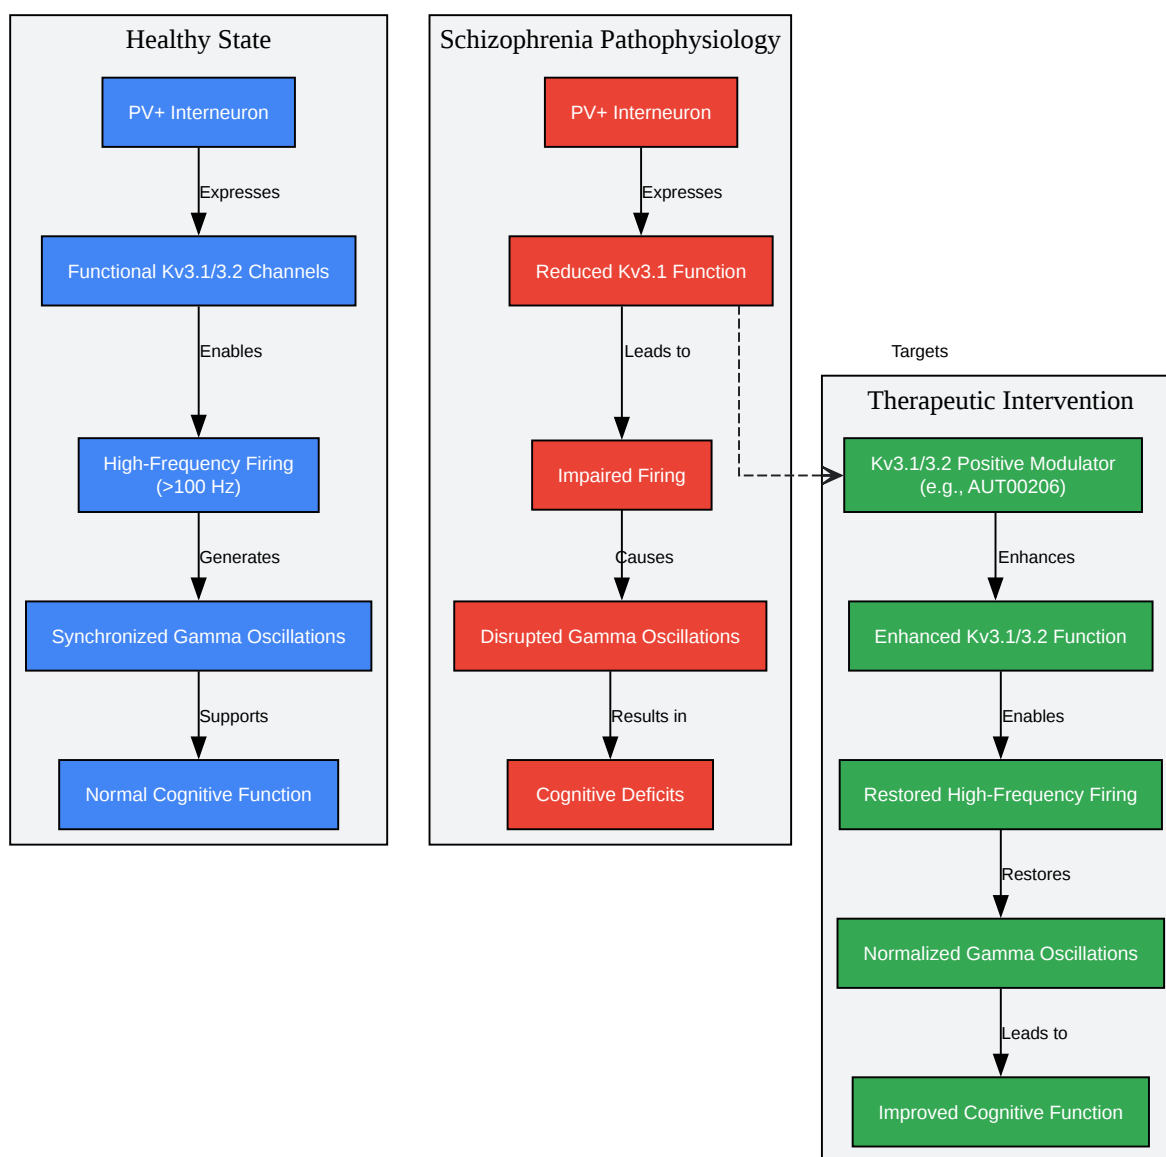 Healthy State
PV+ Interneuron
Expresses
Functional Kv3.1/3.2 Channels
Enables
High-Frequency Firing
(>100 Hz)
Generates
Synchronized Gamma Oscillations
Supports
Normal Cognitive Function
Schizophrenia Pathophysiology
PV+ Interneuron
Expresses
Reduced Kv3.1 Function
Leads to
Impaired Firing
Causes
Disrupted Gamma Oscillations
Results in
Cognitive Deficits
Targets
Therapeutic Intervention
Kv3.1/3.2 Positive Modulator
(e.g., AUT00206)
Enhances
Enhanced Kv3.1/3.2 Function
Enables
Restored High-Frequency Firing
Restores
Normalized Gamma Oscillations
Leads to
Improved Cognitive Function